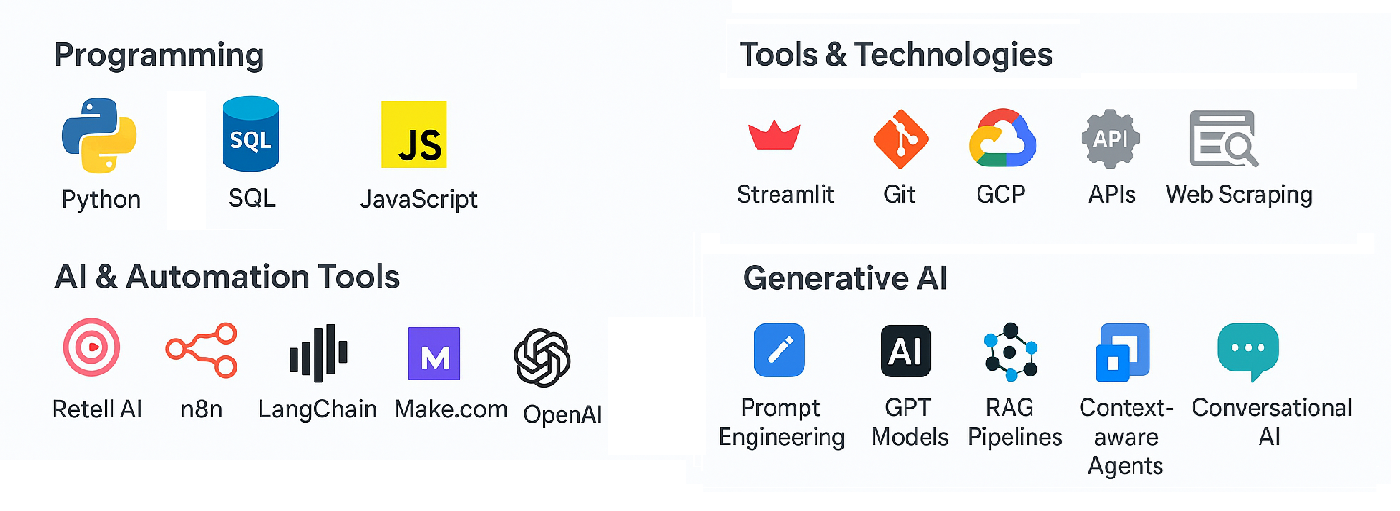 Programming
SQL
JS
Python
SQL
JavaScript
Tools & Technologies
API
Streamlit
Git
GCP
APIs
Web Scraping
AI & Automation Tools
M
Retell AI
n8n
LangChain
Make.com
OpenAI
Generative AI
AI
Prompt
Engineering
GPT
Models
RAG
Pipelines
Context-
aware
Agents
Conversational
AI